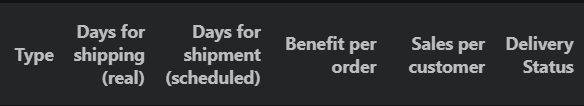 Type
Days for
shipping
(real)
Days for
shipment
(scheduled)
Benefit per
order
Sales per
customer
Delivery
Status